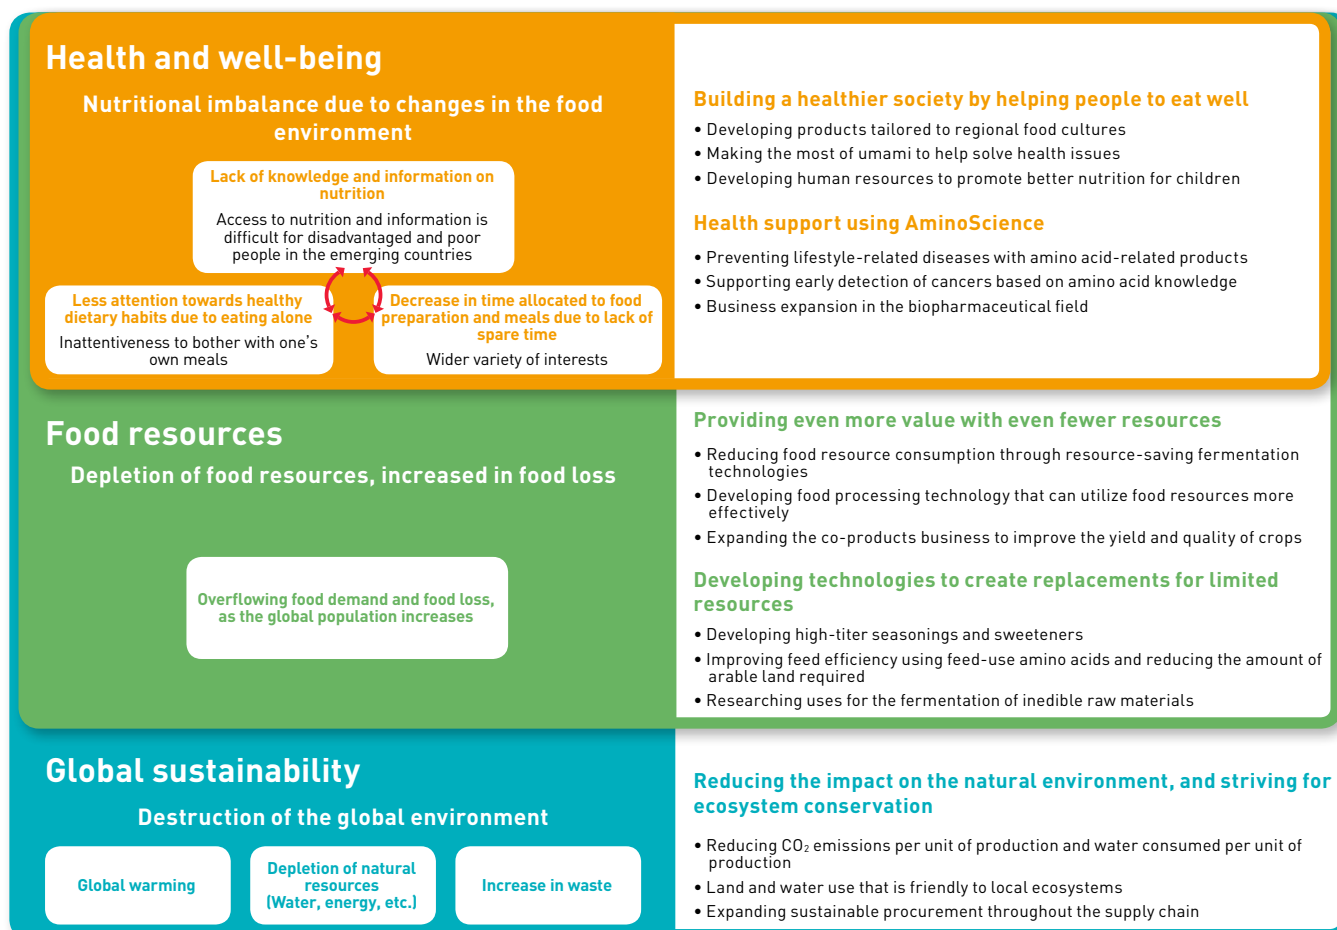 Health and well-being
Nutritional imbalance due to changes in the food
environment
Lack of knowledge and information on
nutrition
Access to nutrition and information is
difficult for disadvantaged and poor
people in the emerging countries
Less attention towards healthy
dietary habits due to eating alone
Inattentiveness to bother with one's
own meals
Decrease in time allocated to food
preparation and meals due to lack of
spare time
Wider variety of interests
Building a healthier society by helping people to eat well
• Developing products tailored to regional food cultures
• Making the most of umami to help solve health issues
• Developing human resources to promote better nutrition for children
Health support using AminoScience
• Preventing lifestyle-related diseases with amino acid-related products
• Supporting early detection of cancers based on amino acid knowledge
• Business expansion in the biopharmaceutical field
Food resources
Depletion of food resources, increased in food loss
Overflowing food demand and food loss,
as the global population increases
Providing even more value with even fewer resources
• Reducing food resource consumption through resource-saving fermentation
technologies
• Developing food processing technology that can utilize food resources more
effectively
• Expanding the co-products business to improve the yield and quality of crops
Developing technologies to create replacements for limited
resources
• Developing high-titer seasonings and sweeteners
• Improving feed efficiency using feed-use amino acids and reducing the amount of
arable land required
• Researching uses for the fermentation of inedible raw materials
Global sustainability
Destruction of the global environment
Global warming
Depletion of natural
resources
(Water, energy, etc.)
Increase in waste
Reducing the impact on the natural environment, and striving for
ecosystem conservation
• Reducing CO₂ emissions per unit of production and water consumed per unit of
production
• Land and water use that is friendly to local ecosystems
• Expanding sustainable procurement throughout the supply chain